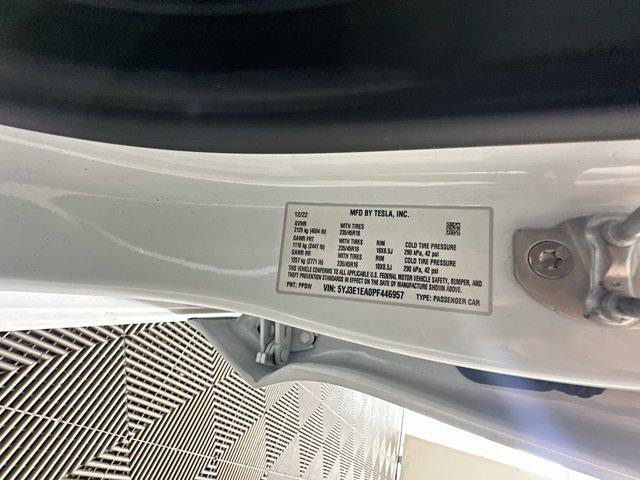 12/22 MFD BY TESLA, INC.
GVWR WITH TIRES
2129 kg (4694 lb) 235/45R18
GAWR FRT WITH TIRES RIM COLD TIRE PRESSURE
1110 kg (2447 lb) 235/45R18 18X8.5J 290 kPa, 42 psi
GAWR RR WITH TIRES RIM COLD TIRE PRESSURE
1257 kg (2771 lb) 235/45R18 18X8.5J 290 kPa, 42 psi
THIS VEHICLE CONFORMS TO ALL APPLICABLE U.S. FEDERAL MOTOR VEHICLE SAFETY, BUMPER, AND
THEFT PREVENTION STANDARDS IN EFFECT ON THE DATE OF MANUFACTURE SHOWN ABOVE.
PNT: PPSW VIN: 5YJ3E1EA0PF446957 TYPE: PASSENGER CAR